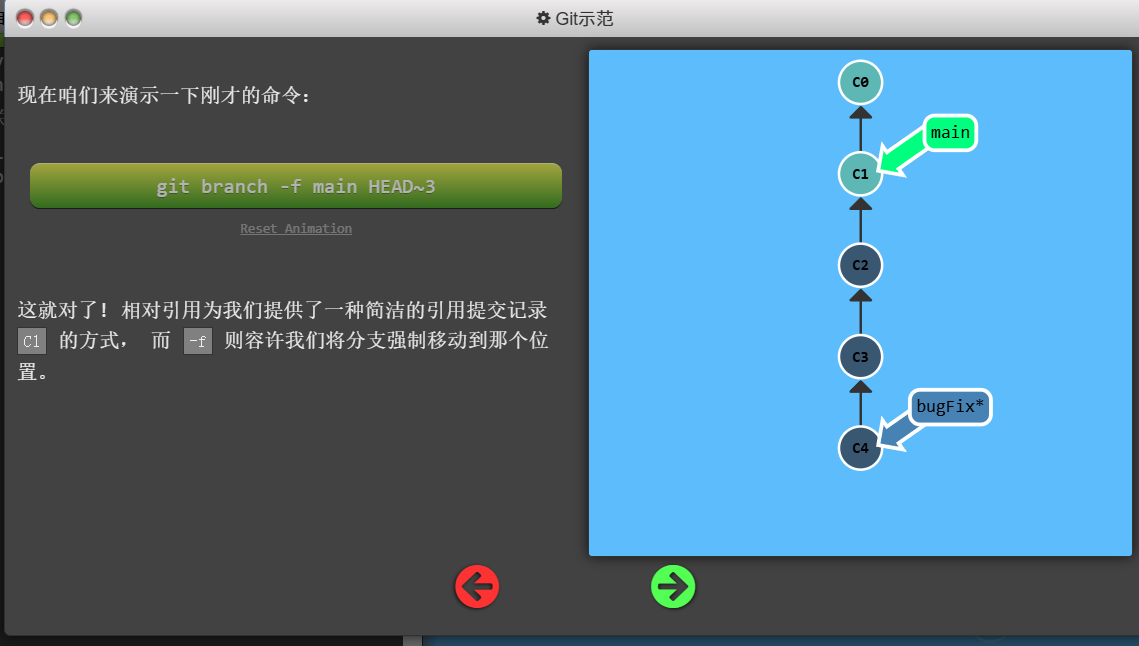 Git示范
现在咱们来演示一下刚才的命令：
git branch -f main HEAD~3
Reset Animation
这就对了！相对引用为我们提供了一种简洁的引用提交记录
C1 的方式， 而 -f 则容许我们将分支强制移动到那个位
置。
C0
main
C1
C2
C3
bugFix*
C4